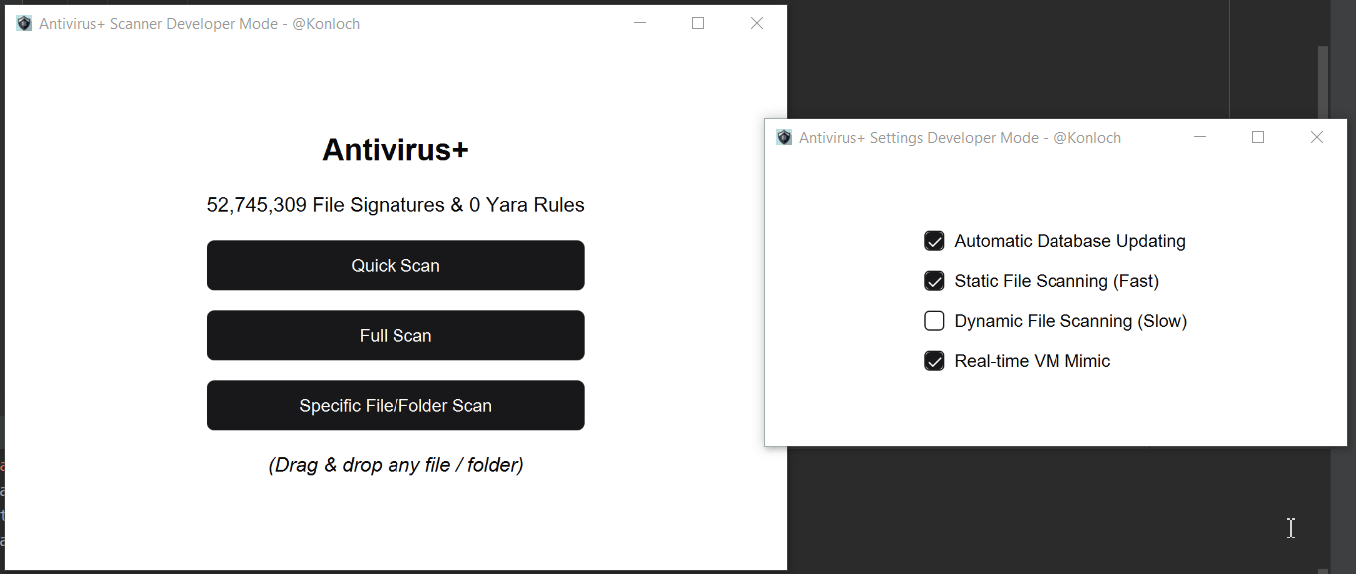 Antivirus+ Scanner Developer Mode - @Konloch
Antivirus+
52,745,309 File Signatures & 0 Yara Rules
Quick Scan
Full Scan
Specific File/Folder Scan
(Drag & drop any file / folder)
Antivirus+ Settings Developer Mode - @Konloch
Automatic Database Updating
Static File Scanning (Fast)
Dynamic File Scanning (Slow)
Real-time VM Mimic